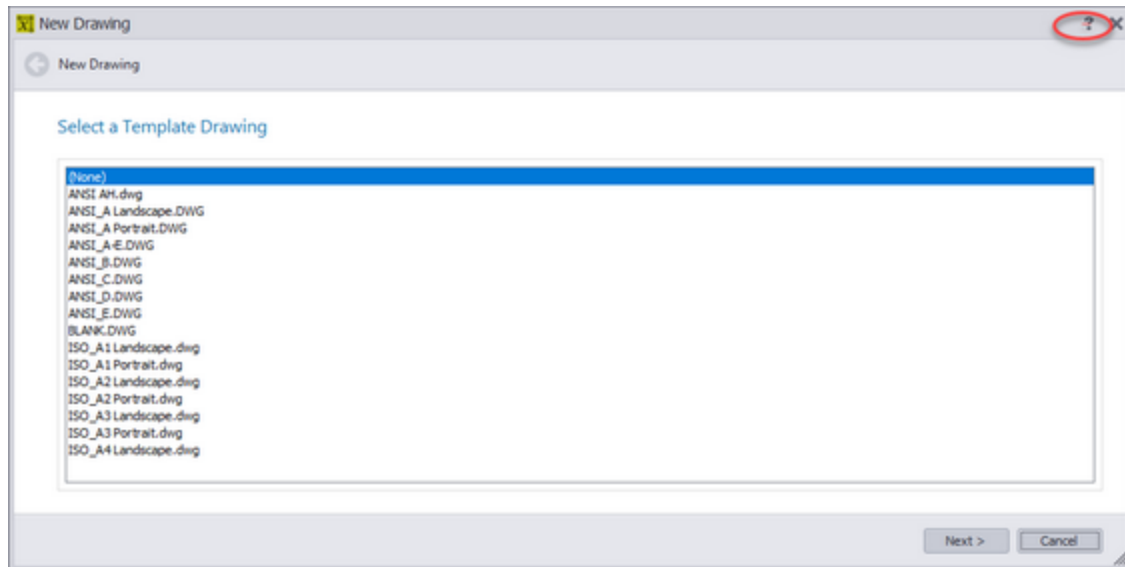 New Drawing
?
New Drawing
Select a Template Drawing
(None)
ANSI AH.dwg
ANSI_A Landscape.DWG
ANSI_A Portrait.DWG
ANSI_A-E.DWG
ANSI_B.DWG
ANSI_C.DWG
ANSI_D.DWG
ANSI_E.DWG
BLANK.DWG
ISO_A1 Landscape.dwg
ISO_A1 Portrait.dwg
ISO_A2 Landscape.dwg
ISO_A2 Portrait.dwg
ISO_A3 Landscape.dwg
ISO_A3 Portrait.dwg
ISO_A4 Landscape.dwg
Next > Cancel